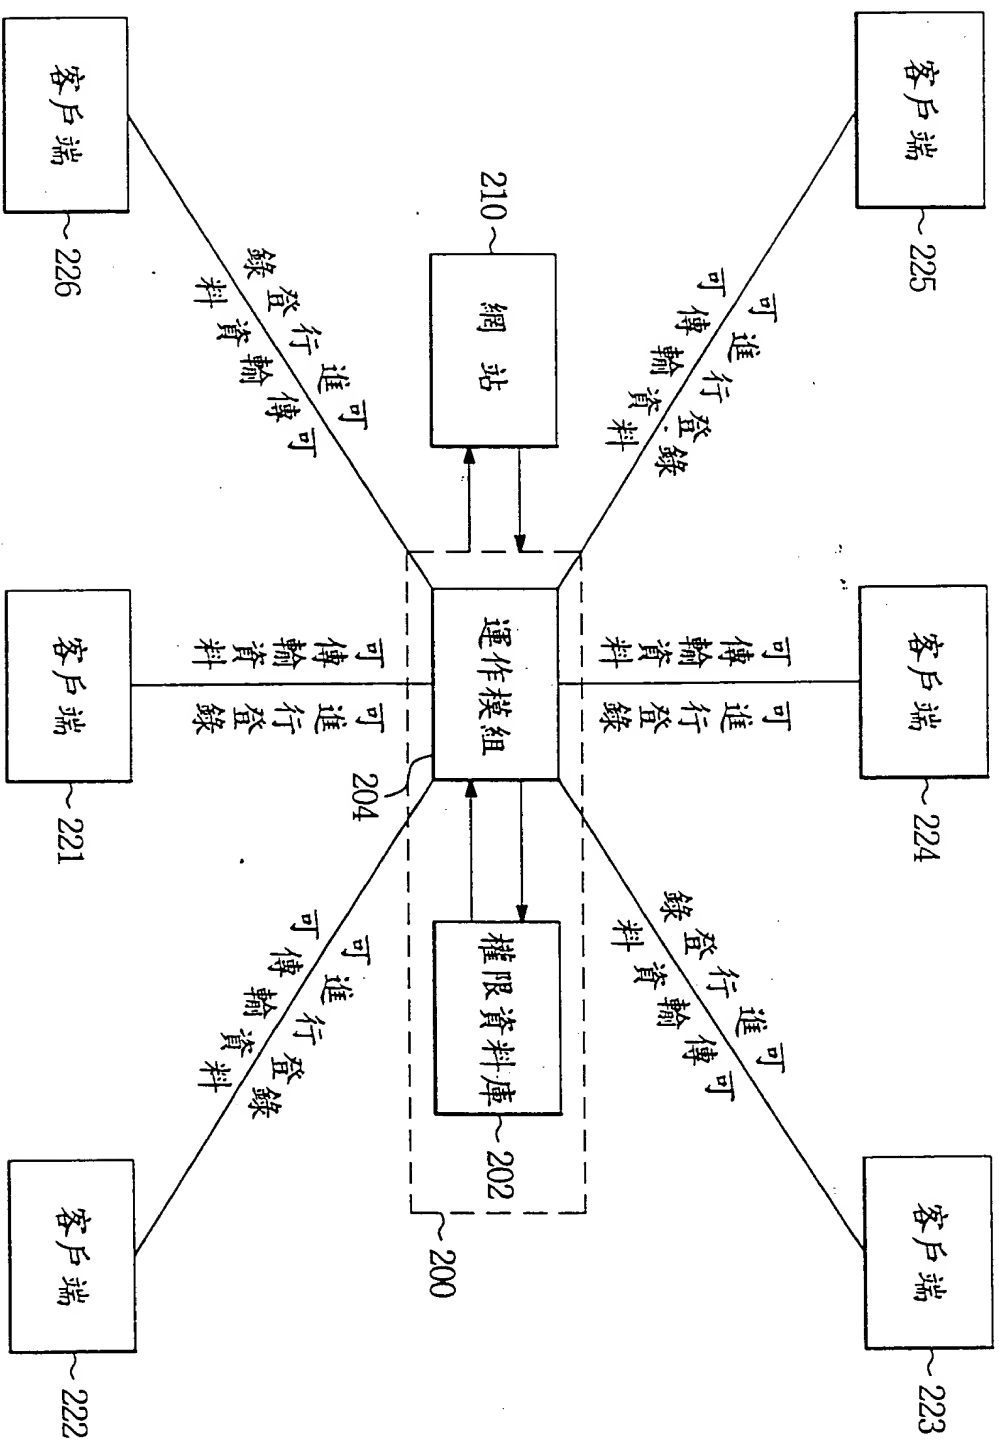 客戶端
225
客戶端
224
客戶端
223
可進行登錄
可傳輸資料
可傳輸資料
可進行登錄
可進行登錄
可傳輸資料
210
網站
運作模組
204
權限資料庫
202
200
可進行登錄
可傳輸資料
可傳輸資料
可進行登錄
可進行登錄
可傳輸資料
客戶端
226
客戶端
221
客戶端
222